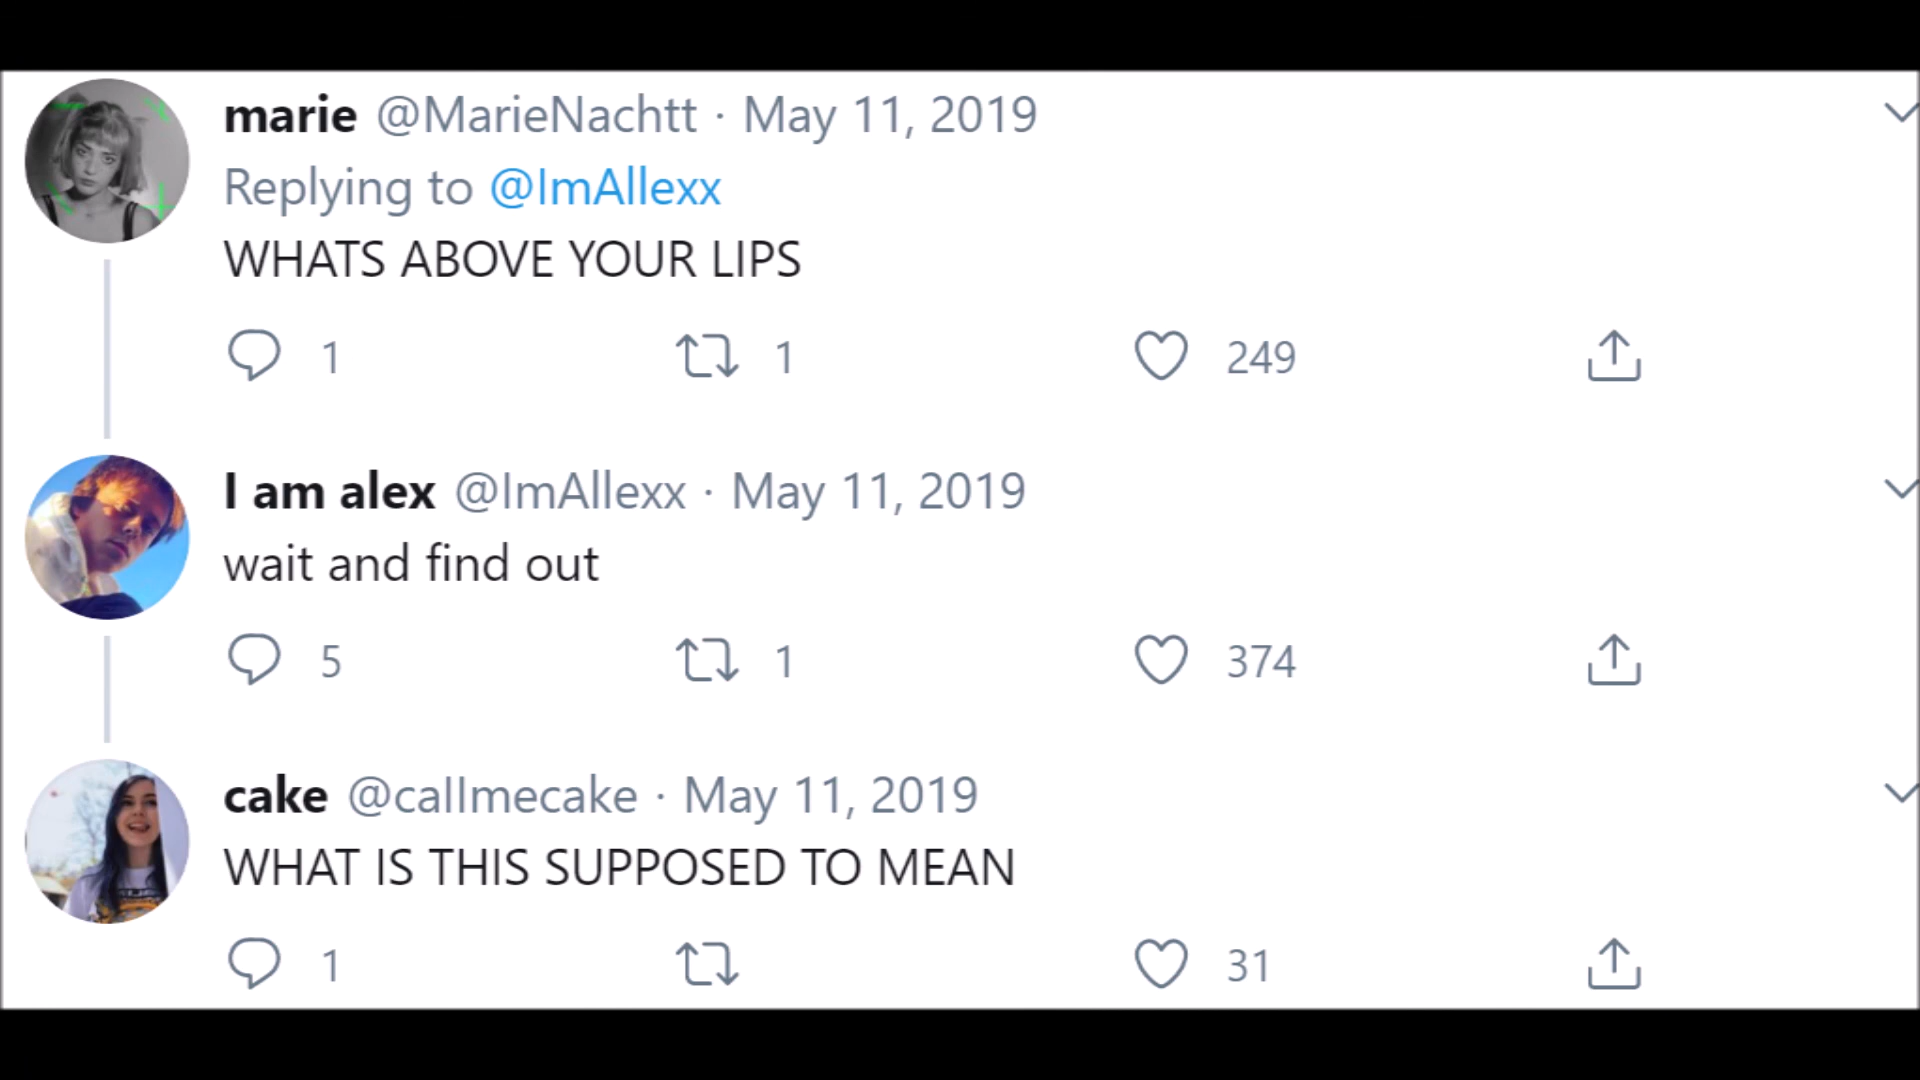 marie @MarieNachtt · May 11, 2019
Replying to @ImAllexx
WHATS ABOVE YOUR LIPS
1 1 249
I am alex @ImAllexx · May 11, 2019
wait and find out
5 1 374
cake @callmecake · May 11, 2019
WHAT IS THIS SUPPOSED TO MEAN
1 31